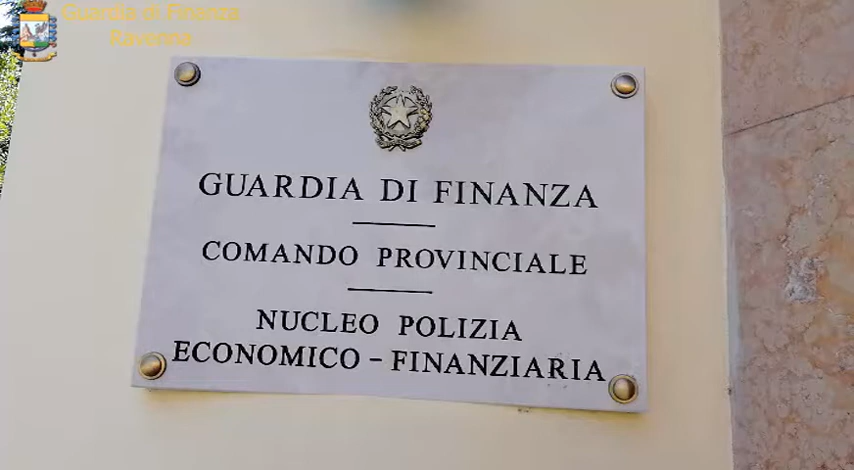 Guardia di Finanza
Ravenna
GUARDIA DI FINANZA
COMANDO PROVINCIALE
NUCLEO POLIZIA
ECONOMICO - FINANZIARIA